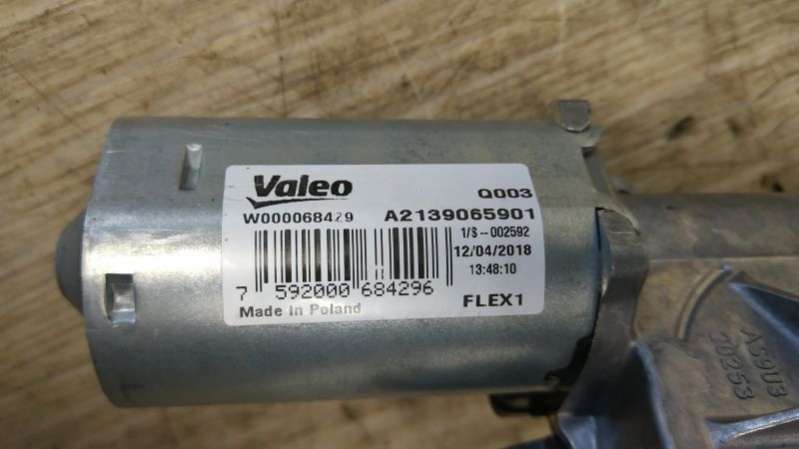 Valeo
Q003
W000068429 A2139065901
1/S-002592
12/04/2018
13:48:10
7 592000 684296
Made In Poland
FLEX1